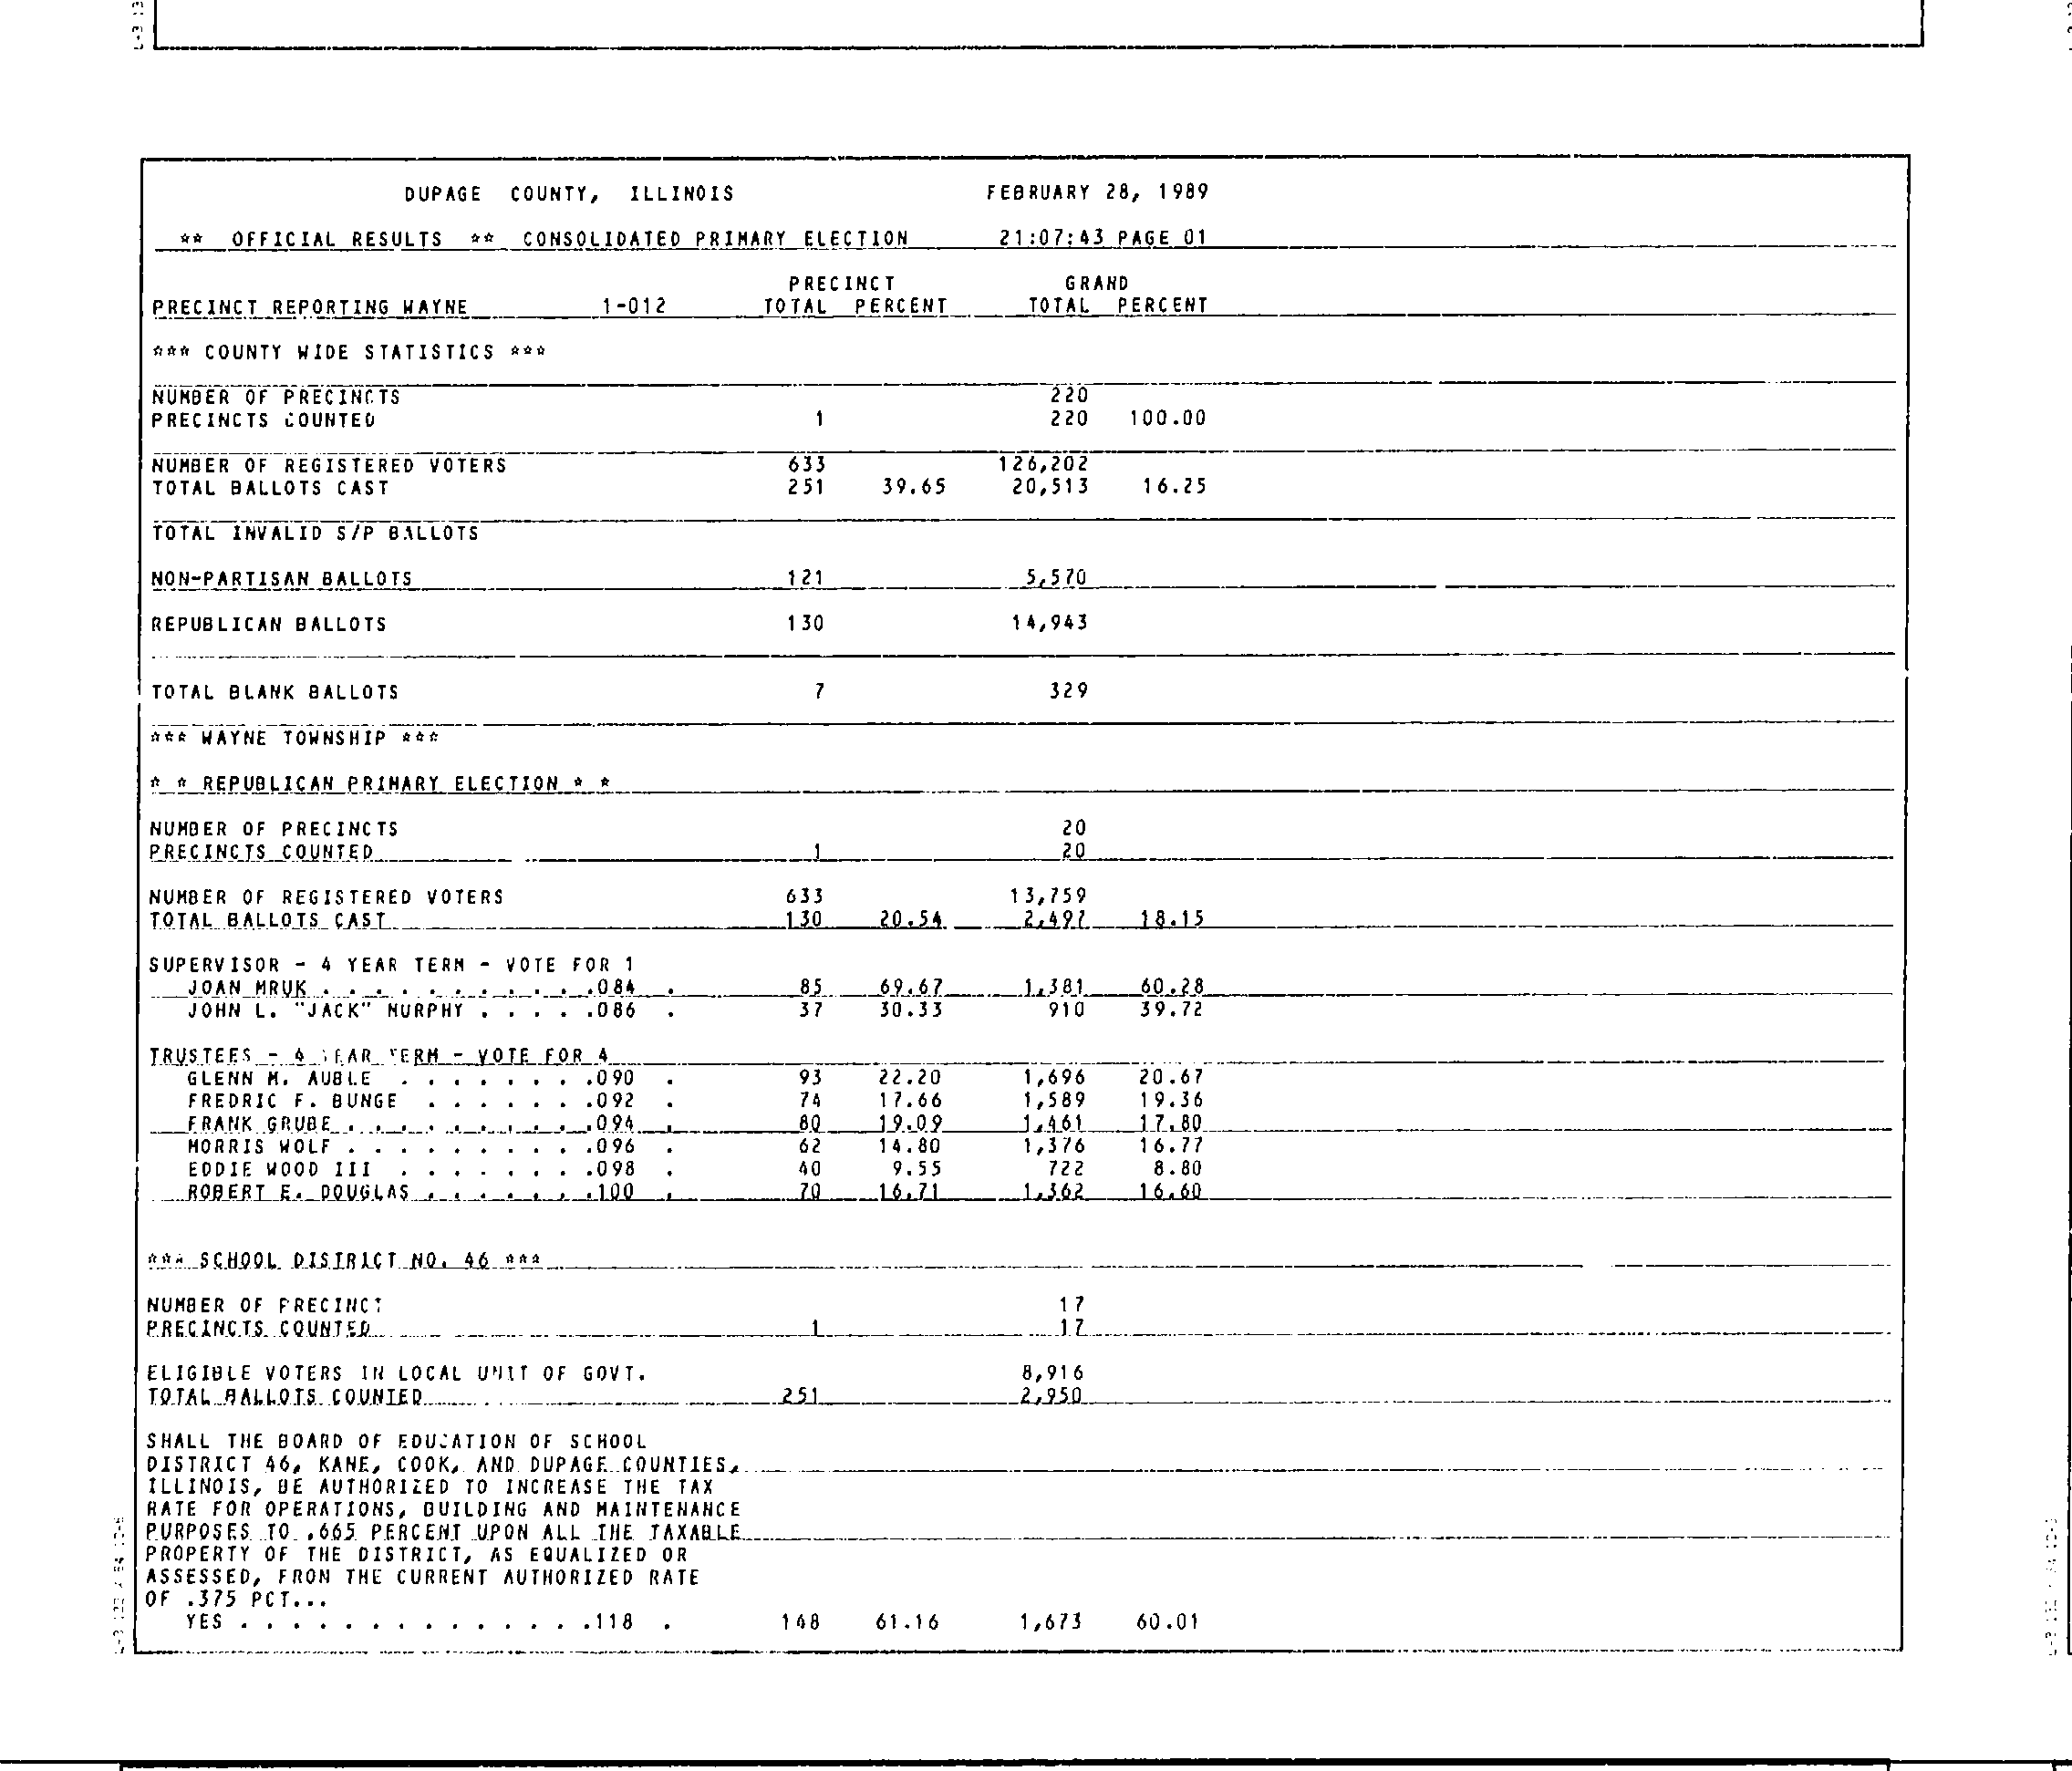 DUPAGE COUNTY, ILLINOIS FEBRUARY 28, 1989
** OFFICIAL RESULTS ** CONSOLIDATED PRIMARY ELECTION 21:07:43 PAGE 01
PRECINCT GRAND
PRECINCT REPORTING WAYNE 1-012 TOTAL PERCENT TOTAL PERCENT
*** COUNTY WIDE STATISTICS ***
NUMBER OF PRECINCTS 220
PRECINCTS COUNTED 1 220 100.00
NUMBER OF REGISTERED VOTERS 633 126,202
TOTAL BALLOTS CAST 251 39.65 20,513 16.25
TOTAL INVALID S/P BALLOTS
NON-PARTISAN BALLOTS 121 5,570
REPUBLICAN BALLOTS 130 14,943
TOTAL BLANK BALLOTS 7 329
*** WAYNE TOWNSHIP ***
* * REPUBLICAN PRIMARY ELECTION * *
NUMBER OF PRECINCTS 20
PRECINCTS COUNTED 1 20
NUMBER OF REGISTERED VOTERS 633 13,759
TOTAL BALLOTS CAST 130 20.54 2,497 18.15
SUPERVISOR - 4 YEAR TERM - VOTE FOR 1
JOAN MRUK . . . . . . . . . . .084 . 85 69.67 1,381 60.28
JOHN L. "JACK" MURPHY . . . . .086 . 37 30.33 910 39.72
TRUSTEES - 4 YEAR TERM - VOTE FOR 4
GLENN M. AUBLE . . . . . . . .090 . 93 22.20 1,696 20.67
FREDRIC F. BUNGE . . . . . . .092 . 74 17.66 1,589 19.36
FRANK GRUBE . . . . . . . . . .094 . 80 19.09 1,461 17.80
MORRIS WOLF . . . . . . . . . .096 . 62 14.80 1,376 16.77
EDDIE WOOD III . . . . . . . .098 . 40 9.55 722 8.80
ROBERT E. DOUGLAS . . . . . . .100 . 70 16.71 1,362 16.60
*** SCHOOL DISTRICT NO. 46 ***
NUMBER OF PRECINCT 17
PRECINCTS COUNTED 1 17
ELIGIBLE VOTERS IN LOCAL UNIT OF GOVT. 8,916
TOTAL BALLOTS COUNTED 251 2,950
SHALL THE BOARD OF EDUCATION OF SCHOOL
DISTRICT 46, KANE, COOK, AND DUPAGE COUNTIES,
ILLINOIS, BE AUTHORIZED TO INCREASE THE TAX
RATE FOR OPERATIONS, BUILDING AND MAINTENANCE
PURPOSES TO .665 PERCENT UPON ALL THE TAXABLE
PROPERTY OF THE DISTRICT, AS EQUALIZED OR
ASSESSED, FROM THE CURRENT AUTHORIZED RATE
OF .375 PCT...
YES . . . . . . . . . . . . . .118 . 148 61.16 1,673 60.01